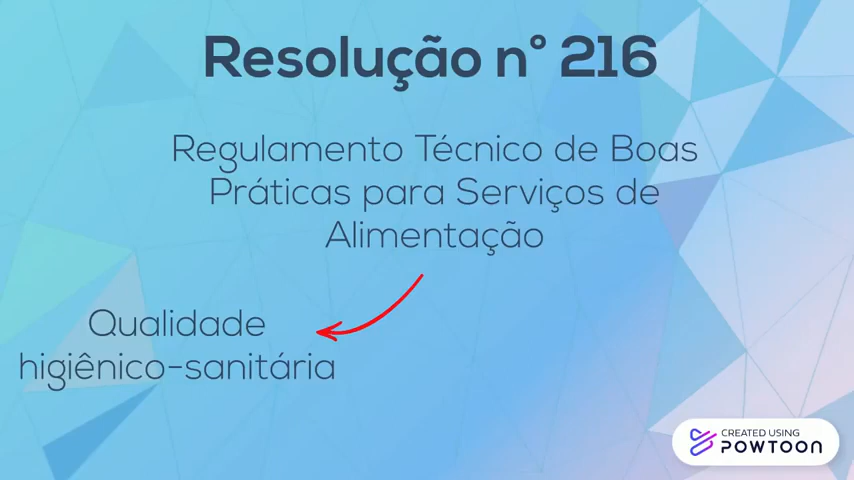 Resolução n° 216
Regulamento Técnico de Boas
Práticas para Serviços de
Alimentação
Qualidade
higiênico-sanitária
CREATED USING
POWTOON